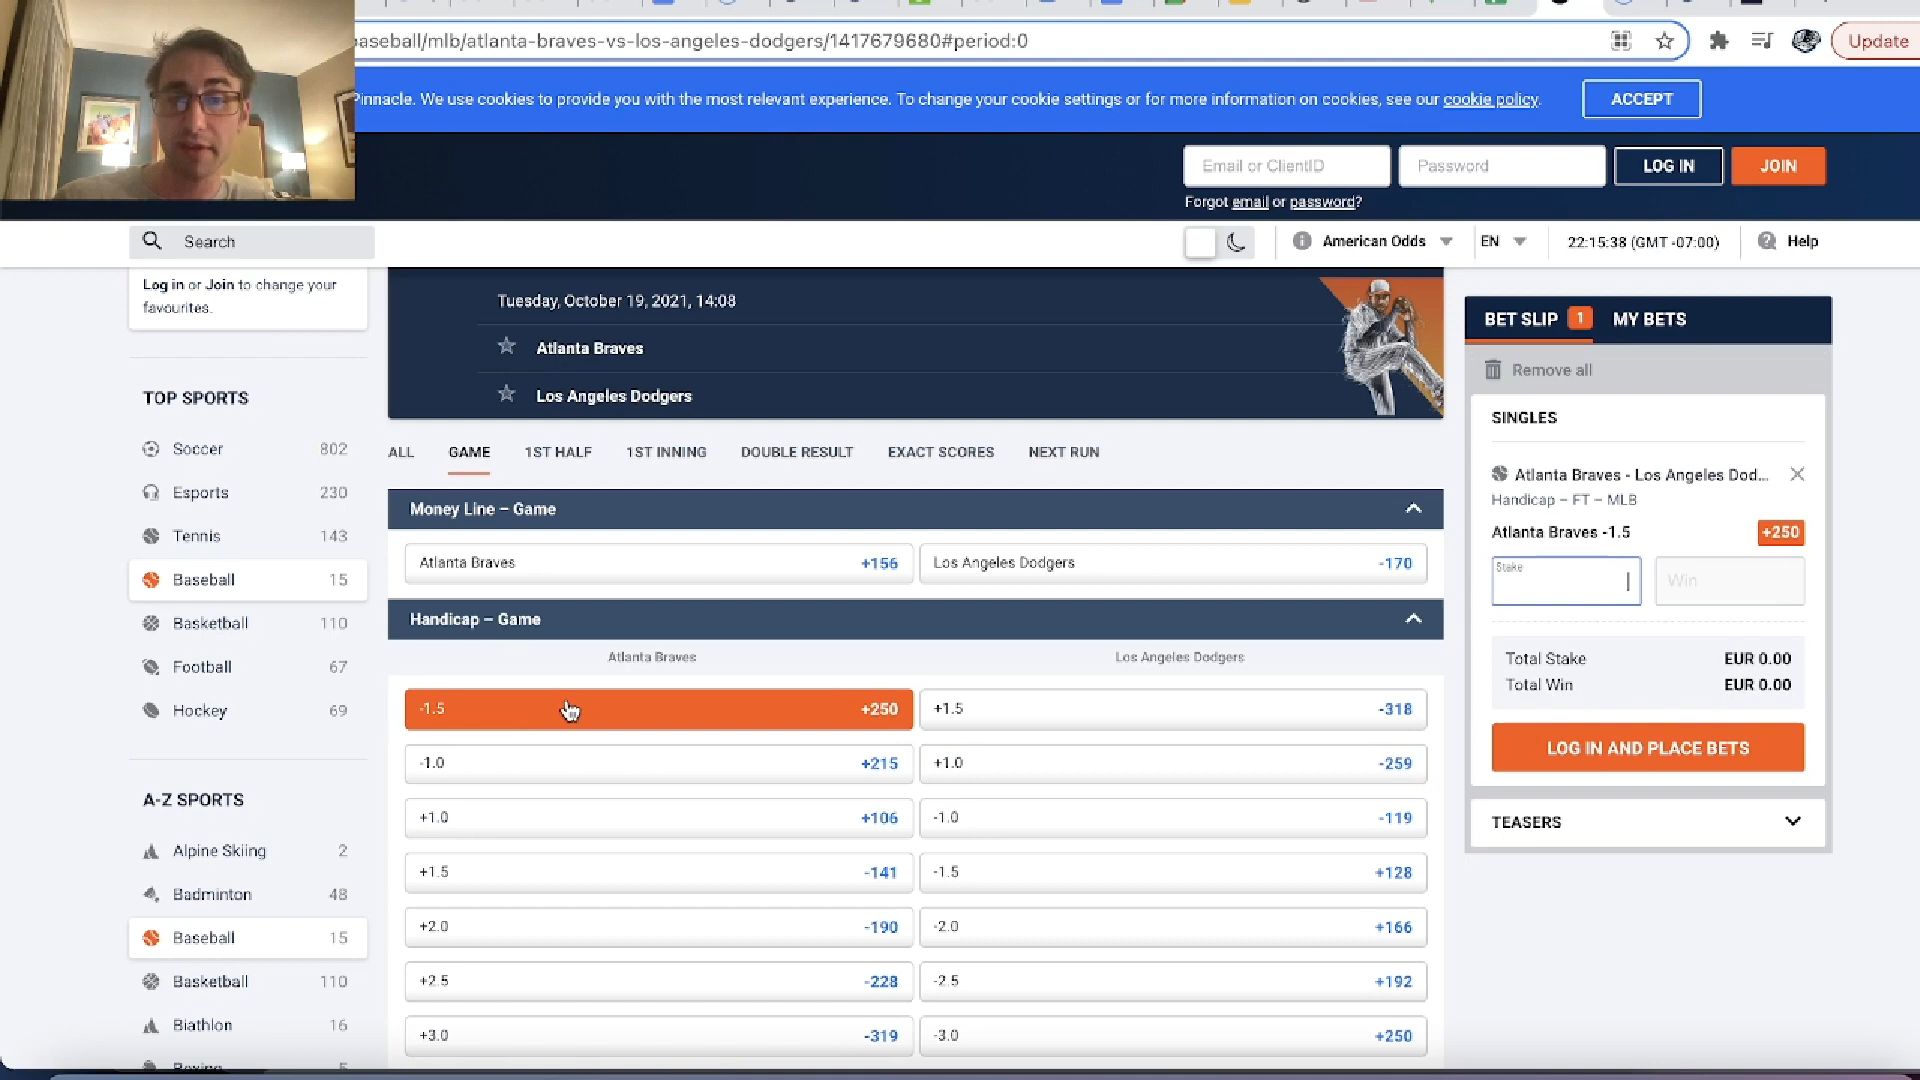 baseball/mlb/atlanta-braves-vs-los-angeles-dodgers/1417679680#period:0
Update
Pinnacle. We use cookies to provide you with the most relevant experience. To change your cookie settings or for more information on cookies, see our cookie policy.
ACCEPT
Email or ClientID
Password
LOG IN
JOIN
Forgot email or password?
Search
American Odds
EN
22:15:38 (GMT -07:00)
Help
Log in or Join to change your
favourites.
TOP SPORTS
Soccer 802
Esports 230
Tennis 143
Baseball 15
Basketball 110
Football 67
Hockey 69
A-Z SPORTS
Alpine Skiing 2
Badminton 48
Baseball 15
Basketball 110
Biathlon 16
Boxing 5
Tuesday, October 19, 2021, 14:08
Atlanta Braves
Los Angeles Dodgers
ALL GAME 1ST HALF 1ST INNING DOUBLE RESULT EXACT SCORES NEXT RUN
Money Line – Game
Atlanta Braves +156 Los Angeles Dodgers -170
Handicap – Game
Atlanta Braves Los Angeles Dodgers
-1.5 +250 +1.5 -318
-1.0 +215 +1.0 -259
+1.0 +106 -1.0 -119
+1.5 -141 -1.5 +128
+2.0 -190 -2.0 +166
+2.5 -228 -2.5 +192
+3.0 -319 -3.0 +250
BET SLIP 1 MY BETS
Remove all
SINGLES
Atlanta Braves - Los Angeles Dod...
Handicap – FT – MLB
Atlanta Braves -1.5 +250
Stake
Win
Total Stake EUR 0.00
Total Win EUR 0.00
LOG IN AND PLACE BETS
TEASERS